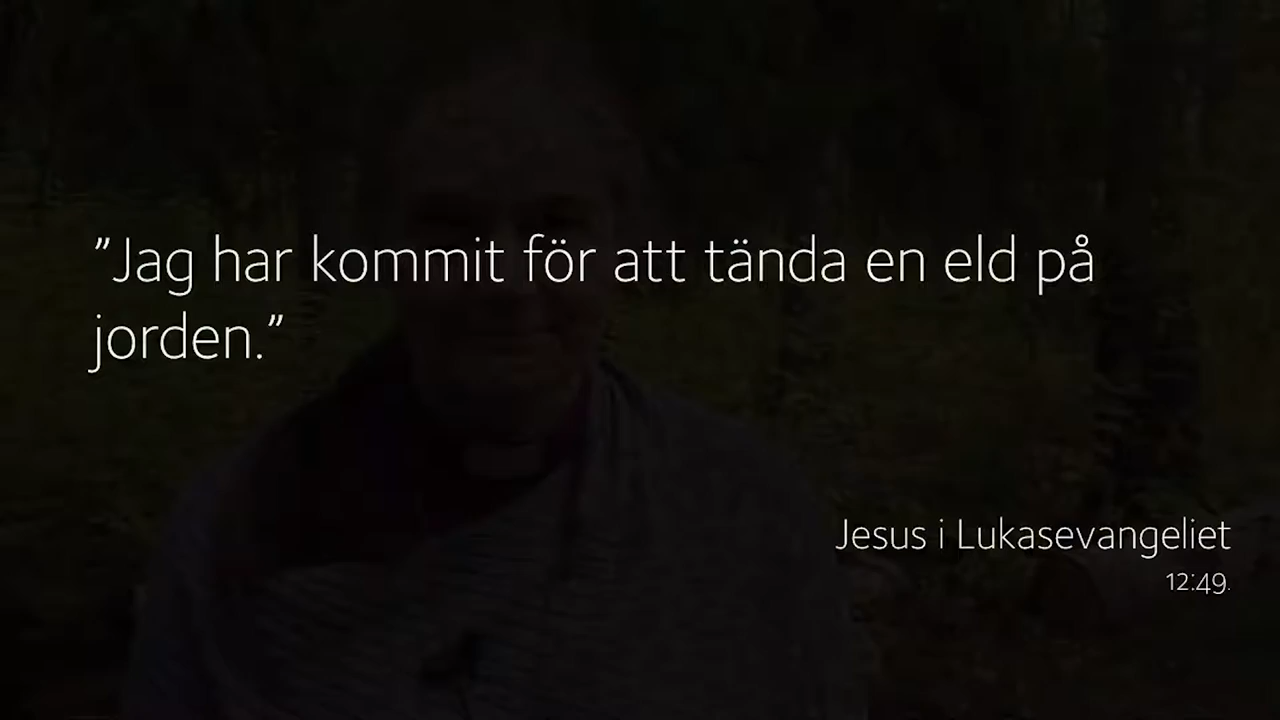 ”Jag har kommit för att tända en eld på
jorden.”
Jesus i Lukasevangeliet
12:49.